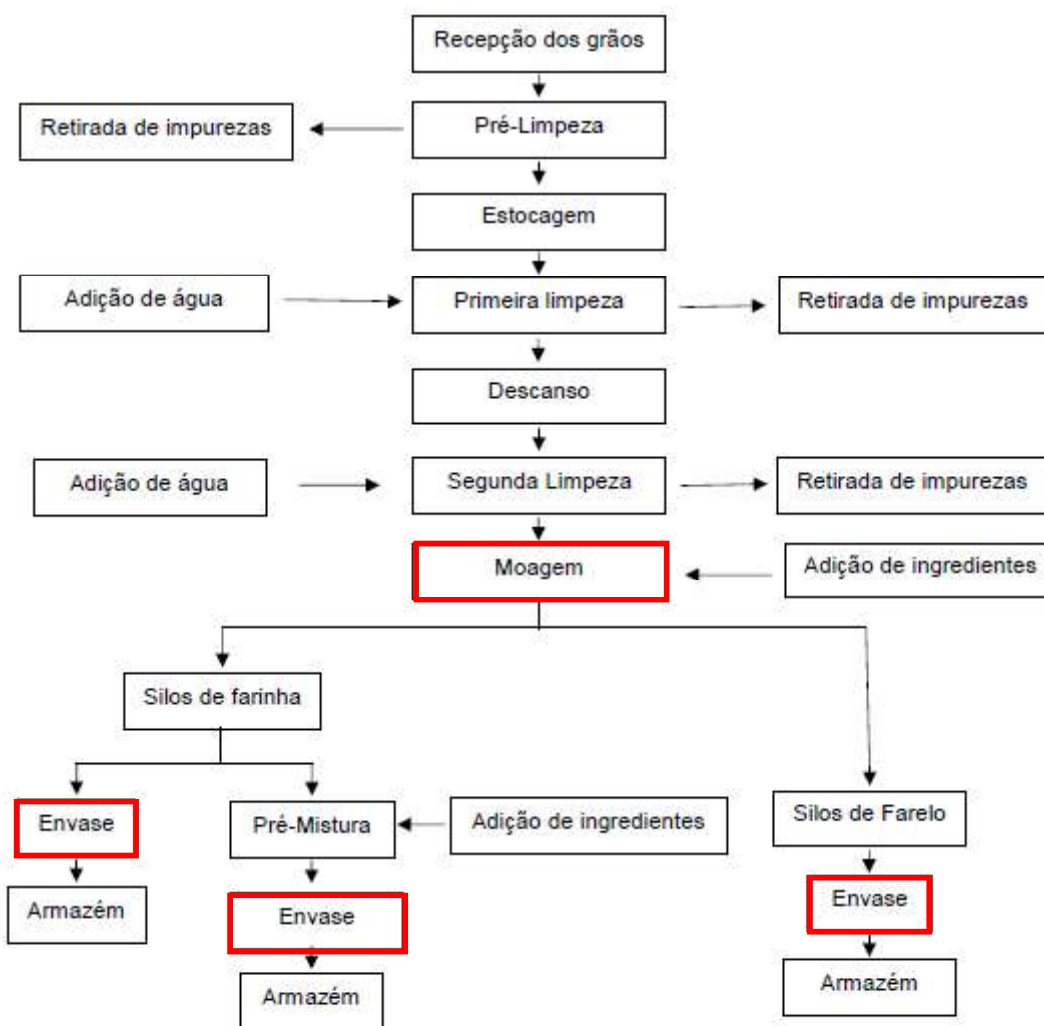 Recepção dos grãos
Retirada de impurezas
Pré-Limpeza
Estocagem
Adição de água
Primeira limpeza
Retirada de impurezas
Descanso
Adição de água
Segunda Limpeza
Retirada de impurezas
Moagem
Adição de ingredientes
Silos de farinha
Envase
Pré-Mistura
Adição de ingredientes
Silos de Farelo
Armazém
Envase
Envase
Armazém
Armazém